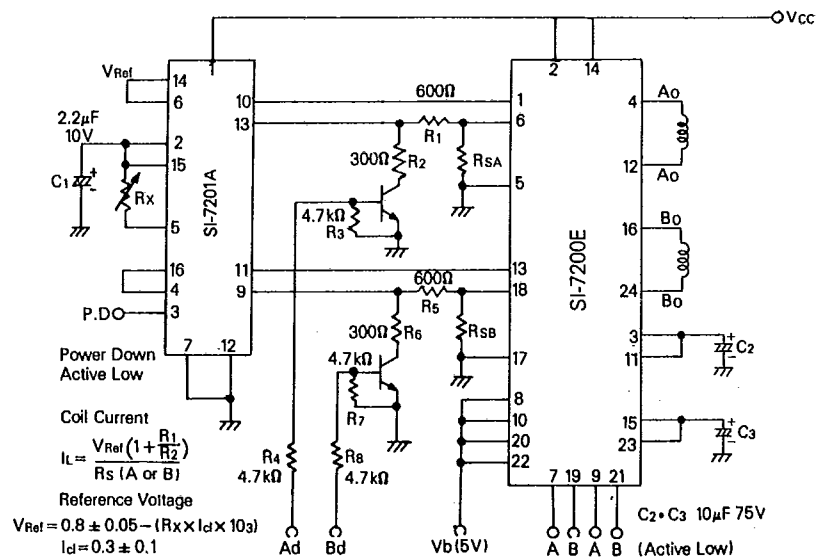 VCC
2
14
VRef
14
6
10
13
600Ω
R1
1
6
4
Ao
2.2μF
10V
2
15
C1
+
-
RX
5
SI-7201A
300Ω
R2
RSA
5
12
Ao
4.7kΩ
R3
SI-7200E
16
Bo
16
4
11
9
13
600Ω
R5
18
24
Bo
P.D
3
7
12
300Ω
R6
RSB
17
3
11
+
-
C2
Power Down
Active Low
4.7kΩ
R7
8
10
20
22
15
23
+
-
C3
Coil Current
IL= VRef(1+R1/R2) / RS (A or B)
R4
4.7kΩ
R8
4.7kΩ
Reference Voltage
VRef=0.8 ± 0.05−(RX×Icl×103)
Icl=0.3 ± 0.1
7
19
9
21
C2•C3 10μF 75V
Ad
Bd
Vb(5V)
A
B
A
B
(Active Low)